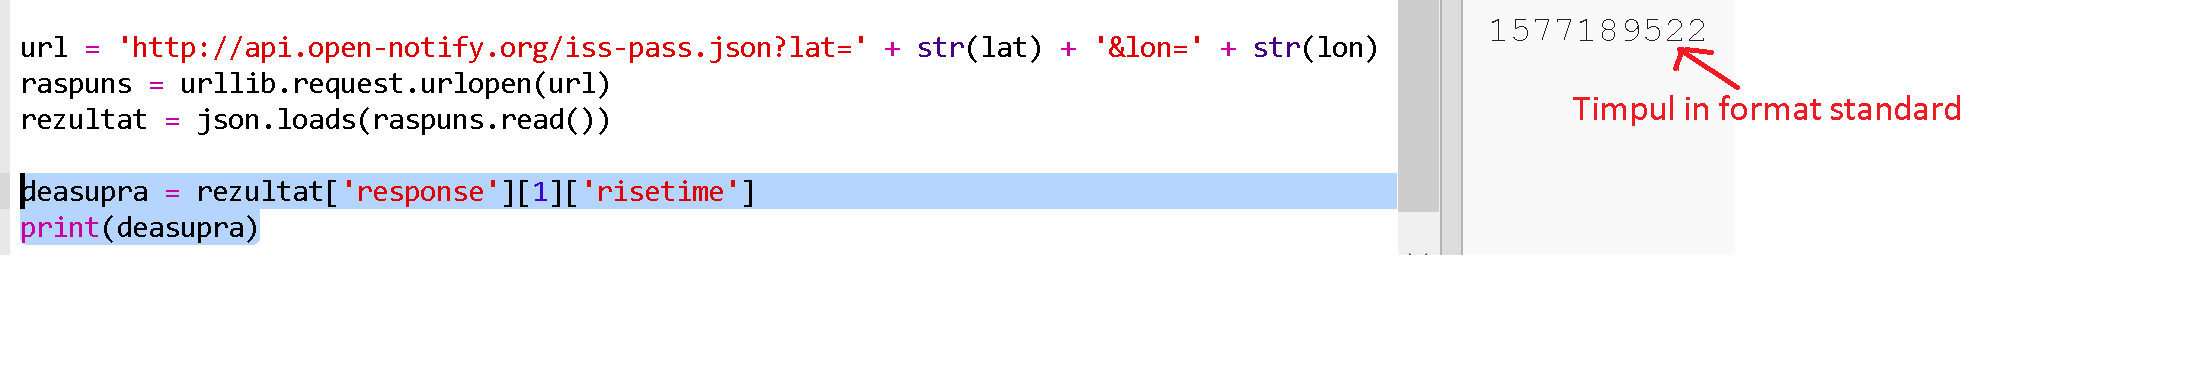 url = 'http://api.open-notify.org/iss-pass.json?lat=' + str(lat) + '&lon=' + str(lon)
raspuns = urllib.request.urlopen(url)
rezultat = json.loads(raspuns.read())
deasupra = rezultat['response'][1]['risetime']
print(deasupra)
1577189522
Timpul in format standard